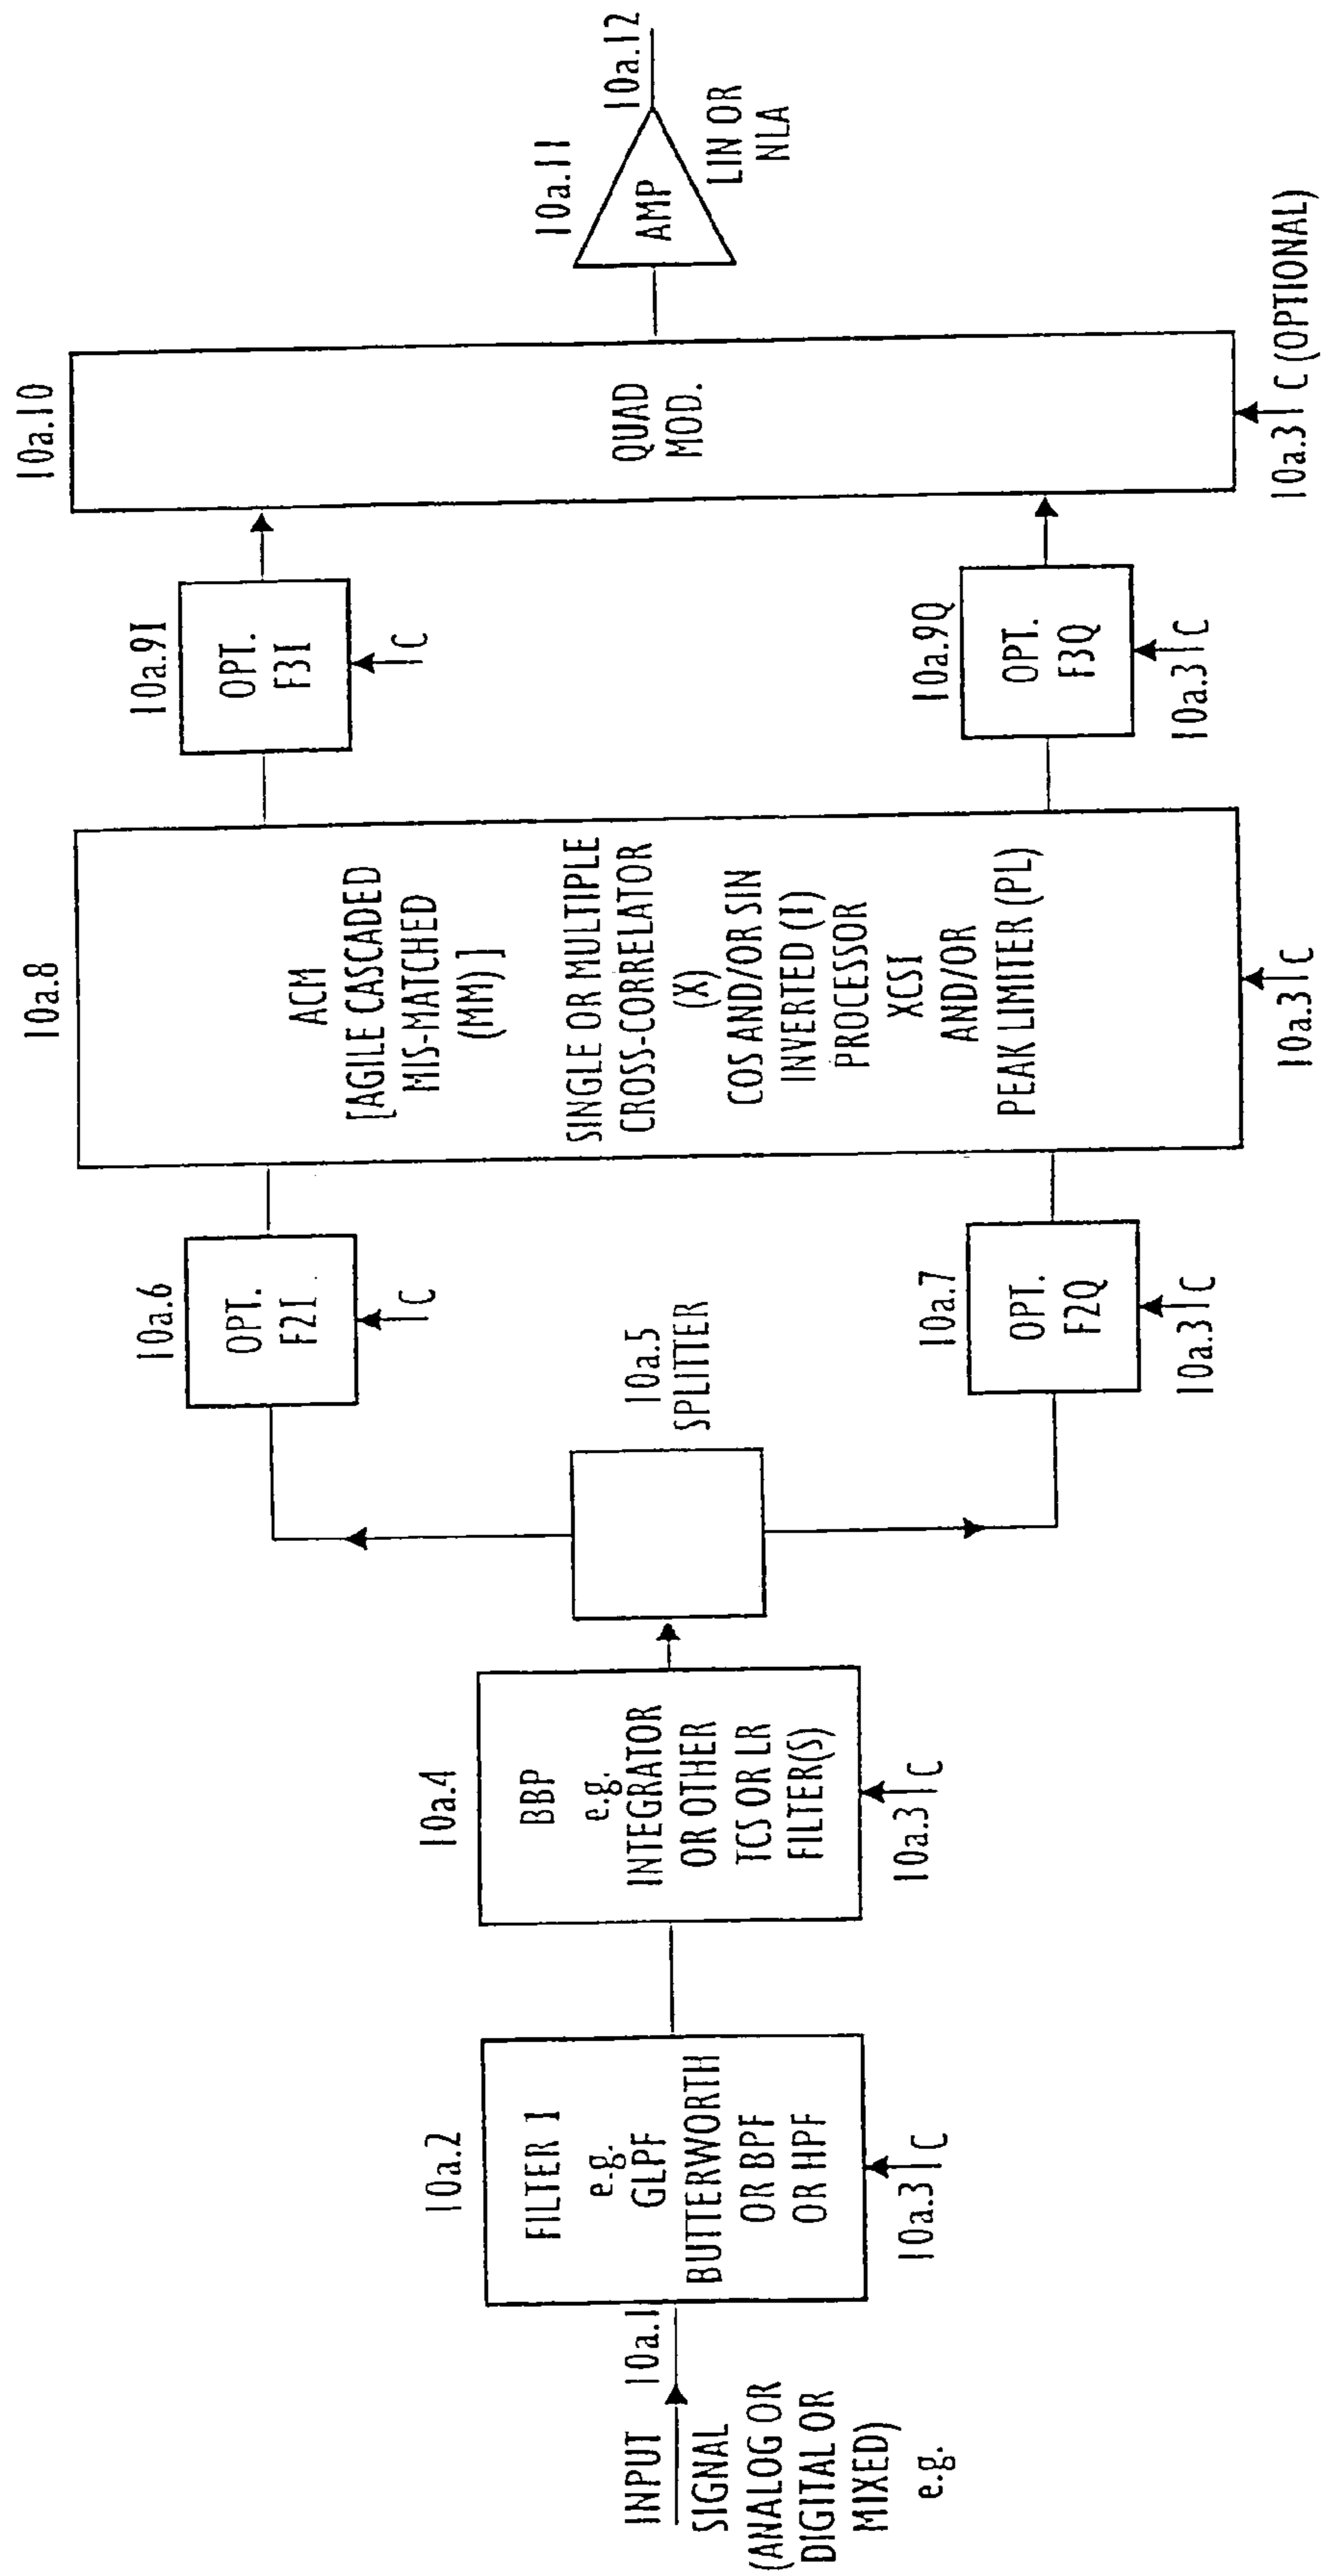 INPUT
SIGNAL
(ANALOG OR
DIGITAL OR
MIXED)
e.g.
10a.1
10a.2
FILTER 1
e.g.
GLPF
BUTTERWORTH
OR BPF
OR HPF
10a.3 C
10a.4
BBP
e.g.
INTEGRATOR
OR OTHER
TCS OR LR
FILTER(S)
10a.3 C
10a.5
SPLITTER
10a.6
OPT.
F2I
C
10a.7
OPT.
F2Q
10a.3 C
10a.8
ACM
[AGILE CASCADED
MIS-MATCHED
(MM)]
SINGLE OR MULTIPLE
CROSS-CORRELATOR
(X)
COS AND/OR SIN
INVERTED (I)
PROCESSOR
XCSI
AND/OR
PEAK LIMITER (PL)
10a.3 C
10a.9I
OPT.
F3I
C
10a.9Q
OPT.
F3Q
10a.3 C
10a.10
QUAD
MOD.
10a.3 C (OPTIONAL)
10a.11
AMP
LIN OR
NLA
10a.12